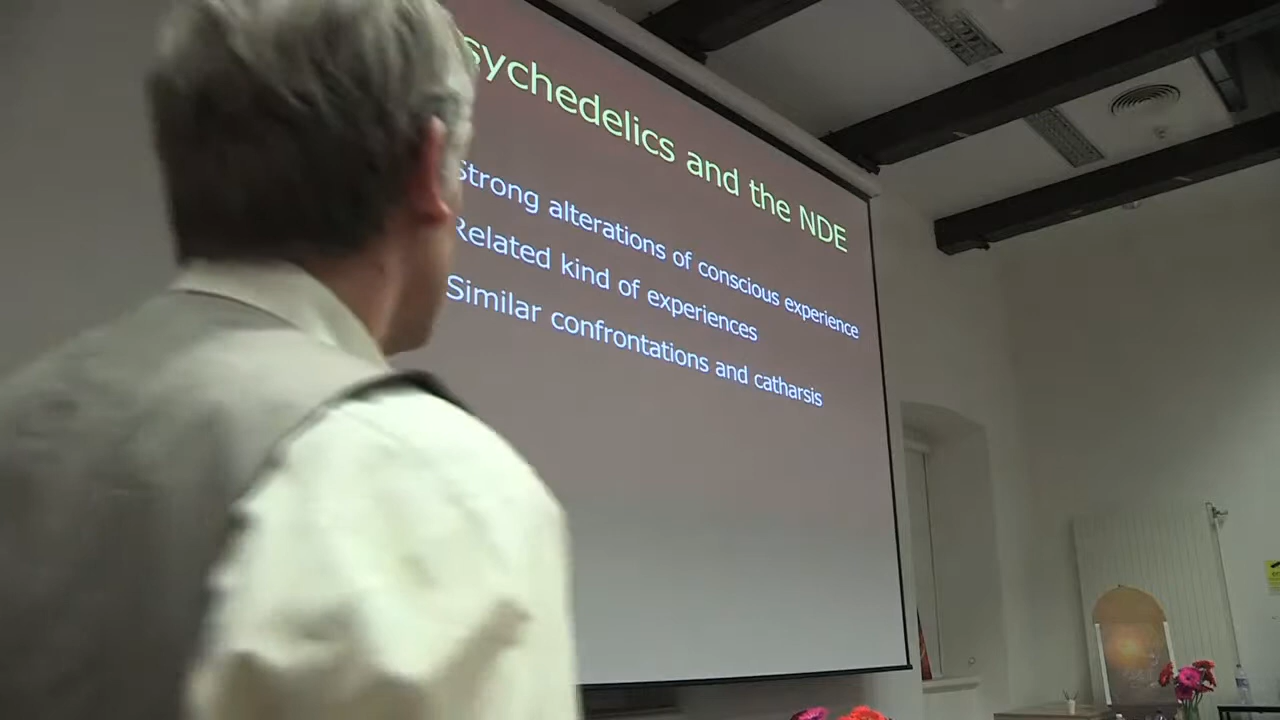 sychedelics and the NDE
Strong alterations of conscious experience
Related kind of experiences
Similar confrontations and catharsis